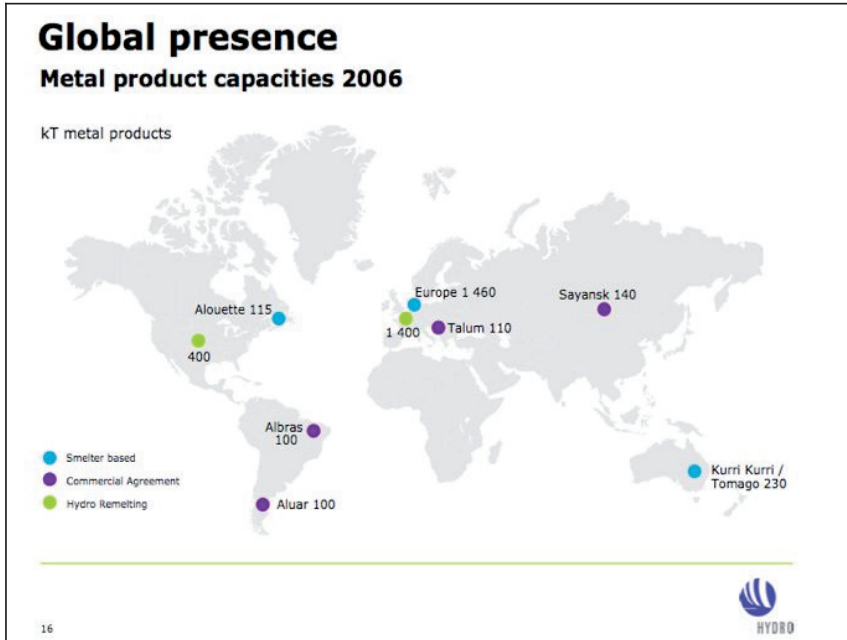 Global presence
Metal product capacities 2006
kT metal products
Alouette 115
400
Europe 1 460
1 400
Talum 110
Sayansk 140
Albras
100
Aluar 100
Kurri Kurri /
Tomago 230
Smelter based
Commercial Agreement
Hydro Remelting
16
HYDRO